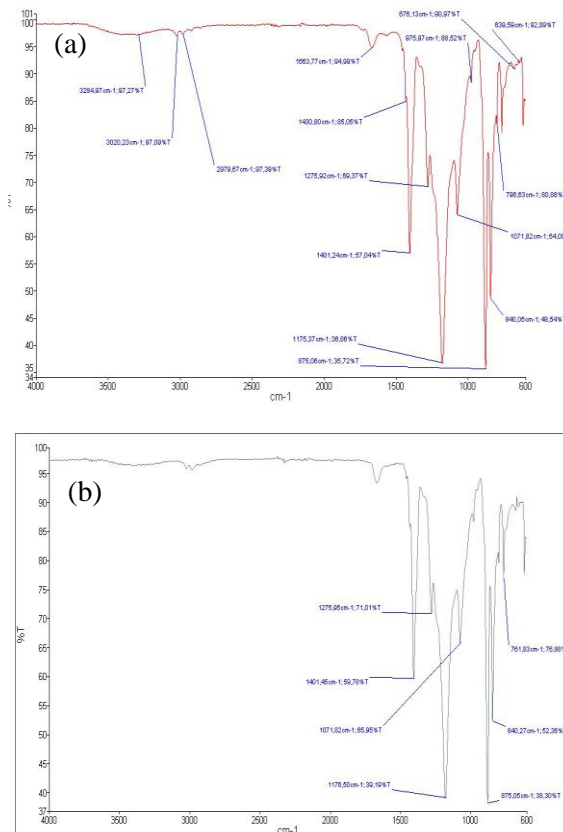 101
(a)
676,13cm-1;90,97%T
639,59cm-1;92,09%T
975,97cm-1;88,52%T
1663,77cm-1;94,98%T
3284,97cm-1;97,27%T
1430,80cm-1;85,05%T
3020,23cm-1;97,09%T
2979,67cm-1;97,39%T
1275,92cm-1;69,37%T
796,63cm-1;80,88%T
1071,82cm-1;64,0
1401,24cm-1;57,04%T
840,05cm-1;48,54%T
1175,37cm-1;36,86%T
875,06cm-1;35,72%T
100
95
90
85
80
75
70
65
60
55
50
45
40
35
34
4000 3500 3000 2500 2000 1500 1000 600
cm-1
(b)
100
95
90
85
80
75
70
65
60
55
50
45
40
37
%T
1275,95cm-1;71,01%T
761,83cm-1;76,88%
1401,45cm-1;59,78%T
1071,82cm-1;65,95%T
840,27cm-1;52,36%T
1176,50cm-1;39,19%T
875,05cm-1;38,30%T
4000 3500 3000 2500 2000 1500 1000 600
cm-1